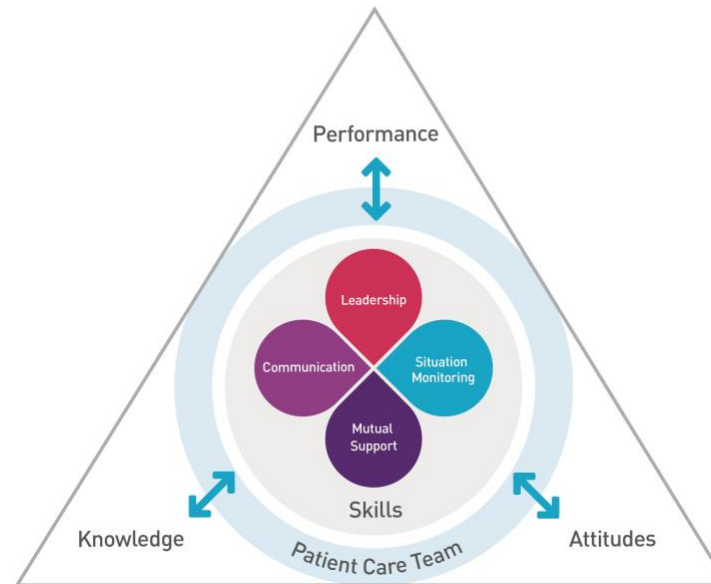 Performance
Leadership
Communication
Situation
Monitoring
Mutual
Support
Skills
Knowledge
Attitudes
Patient Care Team